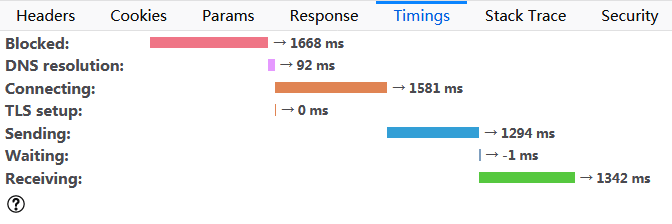 Headers Cookies Params Response Timings Stack Trace Security
Blocked: → 1668 ms
DNS resolution: → 92 ms
Connecting: → 1581 ms
TLS setup: → 0 ms
Sending: → 1294 ms
Waiting: → -1 ms
Receiving: → 1342 ms
?